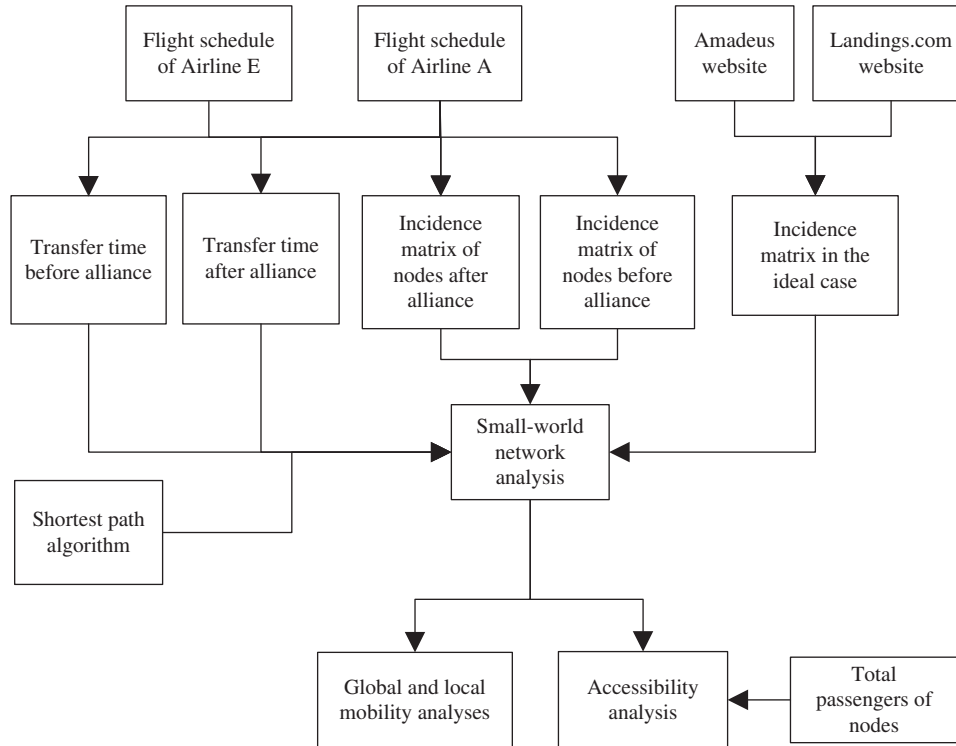 Flight schedule
of Airline E
Flight schedule
of Airline A
Amadeus
website
Landings.com
website
Transfer time
before alliance
Transfer time
after alliance
Incidence
matrix of
nodes after
alliance
Incidence
matrix of
nodes before
alliance
Incidence
matrix in the
ideal case
Small-world
network
analysis
Shortest path
algorithm
Global and local
mobility analyses
Accessibility
analysis
Total
passengers of
nodes